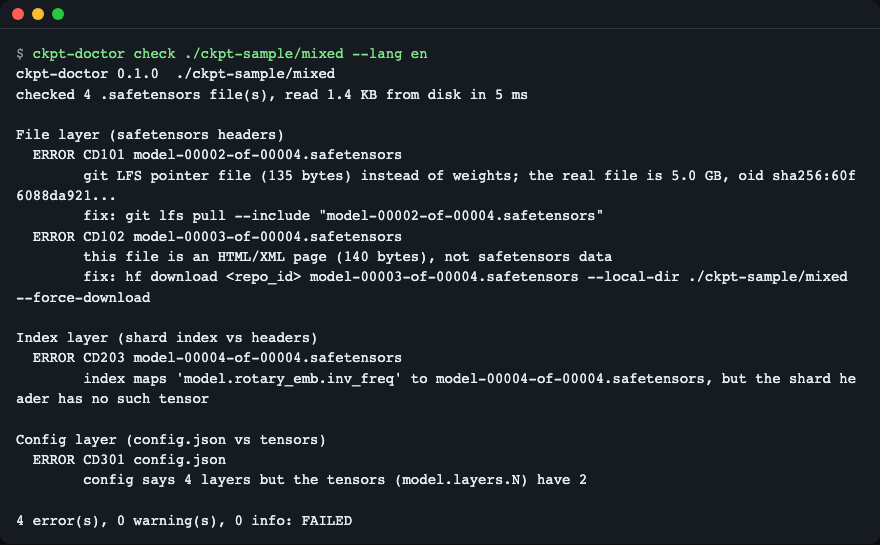 $ ckpt-doctor check ./ckpt-sample/mixed --lang en
ckpt-doctor 0.1.0  ./ckpt-sample/mixed
checked 4 .safetensors file(s), read 1.4 KB from disk in 5 ms
File layer (safetensors headers)
ERROR CD101 model-00002-of-00004.safetensors
git LFS pointer file (135 bytes) instead of weights; the real file is 5.0 GB, oid sha256:60f
6088da921...
fix: git lfs pull --include "model-00002-of-00004.safetensors"
ERROR CD102 model-00003-of-00004.safetensors
this file is an HTML/XML page (140 bytes), not safetensors data
fix: hf download <repo_id> model-00003-of-00004.safetensors --local-dir ./ckpt-sample/mixed
--force-download
Index layer (shard index vs headers)
ERROR CD203 model-00004-of-00004.safetensors
index maps 'model.rotary_emb.inv_freq' to model-00004-of-00004.safetensors, but the shard he
ader has no such tensor
Config layer (config.json vs tensors)
ERROR CD301 config.json
config says 4 layers but the tensors (model.layers.N) have 2
4 error(s), 0 warning(s), 0 info: FAILED